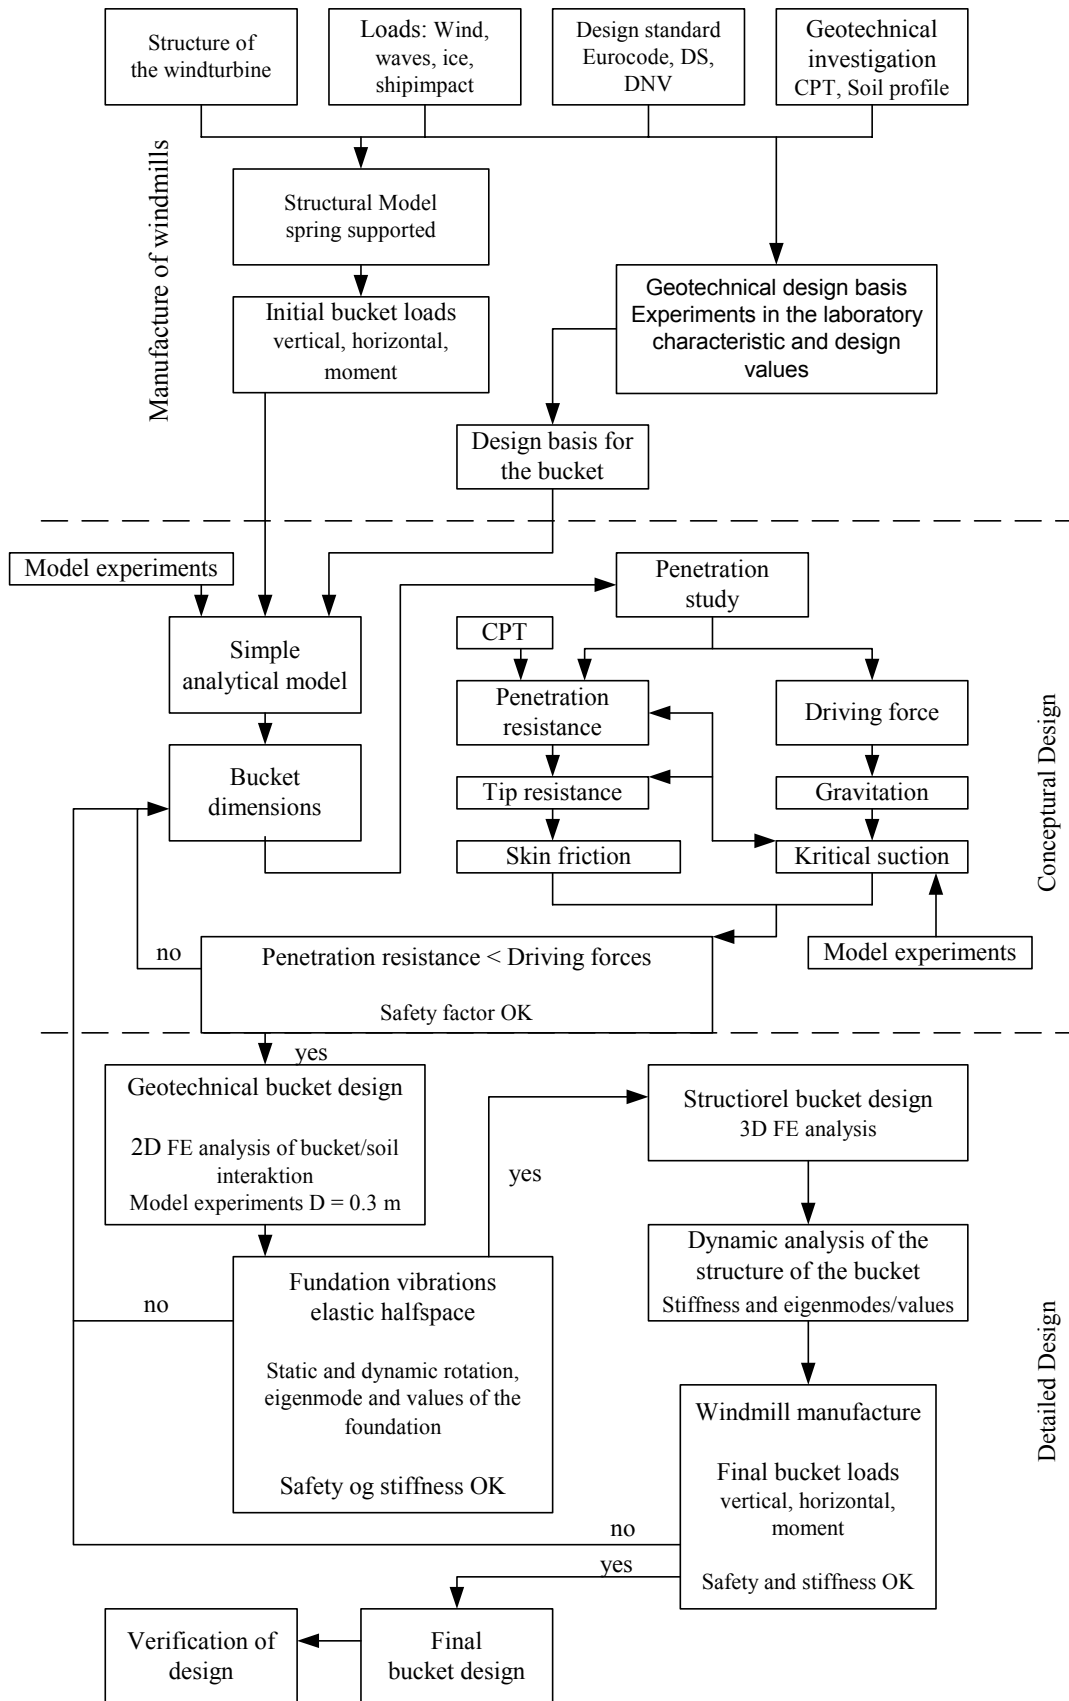 Structure of
the windturbine
Loads: Wind,
waves, ice,
shipimpact
Design standard
Eurocode, DS,
DNV
Geotechnical
investigation
CPT, Soil profile
Manufacture of windmills
Structural Model
spring supported
Initial bucket loads
vertical, horizontal,
moment
Geotechnical design basis
Experiments in the laboratory
characteristic and design
values
Design basis for
the bucket
Model experiments
Simple
analytical model
Bucket
dimensions
Penetration
study
CPT
Penetration
resistance
Driving force
Tip resistance
Gravitation
Skin friction
Kritical suction
Model experiments
Conceptural Design
no
Penetration resistance < Driving forces
Safety factor OK
yes
Geotechnical bucket design
2D FE analysis of bucket/soil
interaktion
Model experiments D = 0.3 m
yes
Structiorel bucket design
3D FE analysis
no
Fundation vibrations
elastic halfspace
Static and dynamic rotation,
eigenmode and values of the
foundation
Safety og stiffness OK
Dynamic analysis of the
structure of the bucket
Stiffness and eigenmodes/values
Detailed Design
Windmill manufacture
Final bucket loads
vertical, horizontal,
moment
Safety and stiffness OK
no
yes
Verification of
design
Final
bucket design